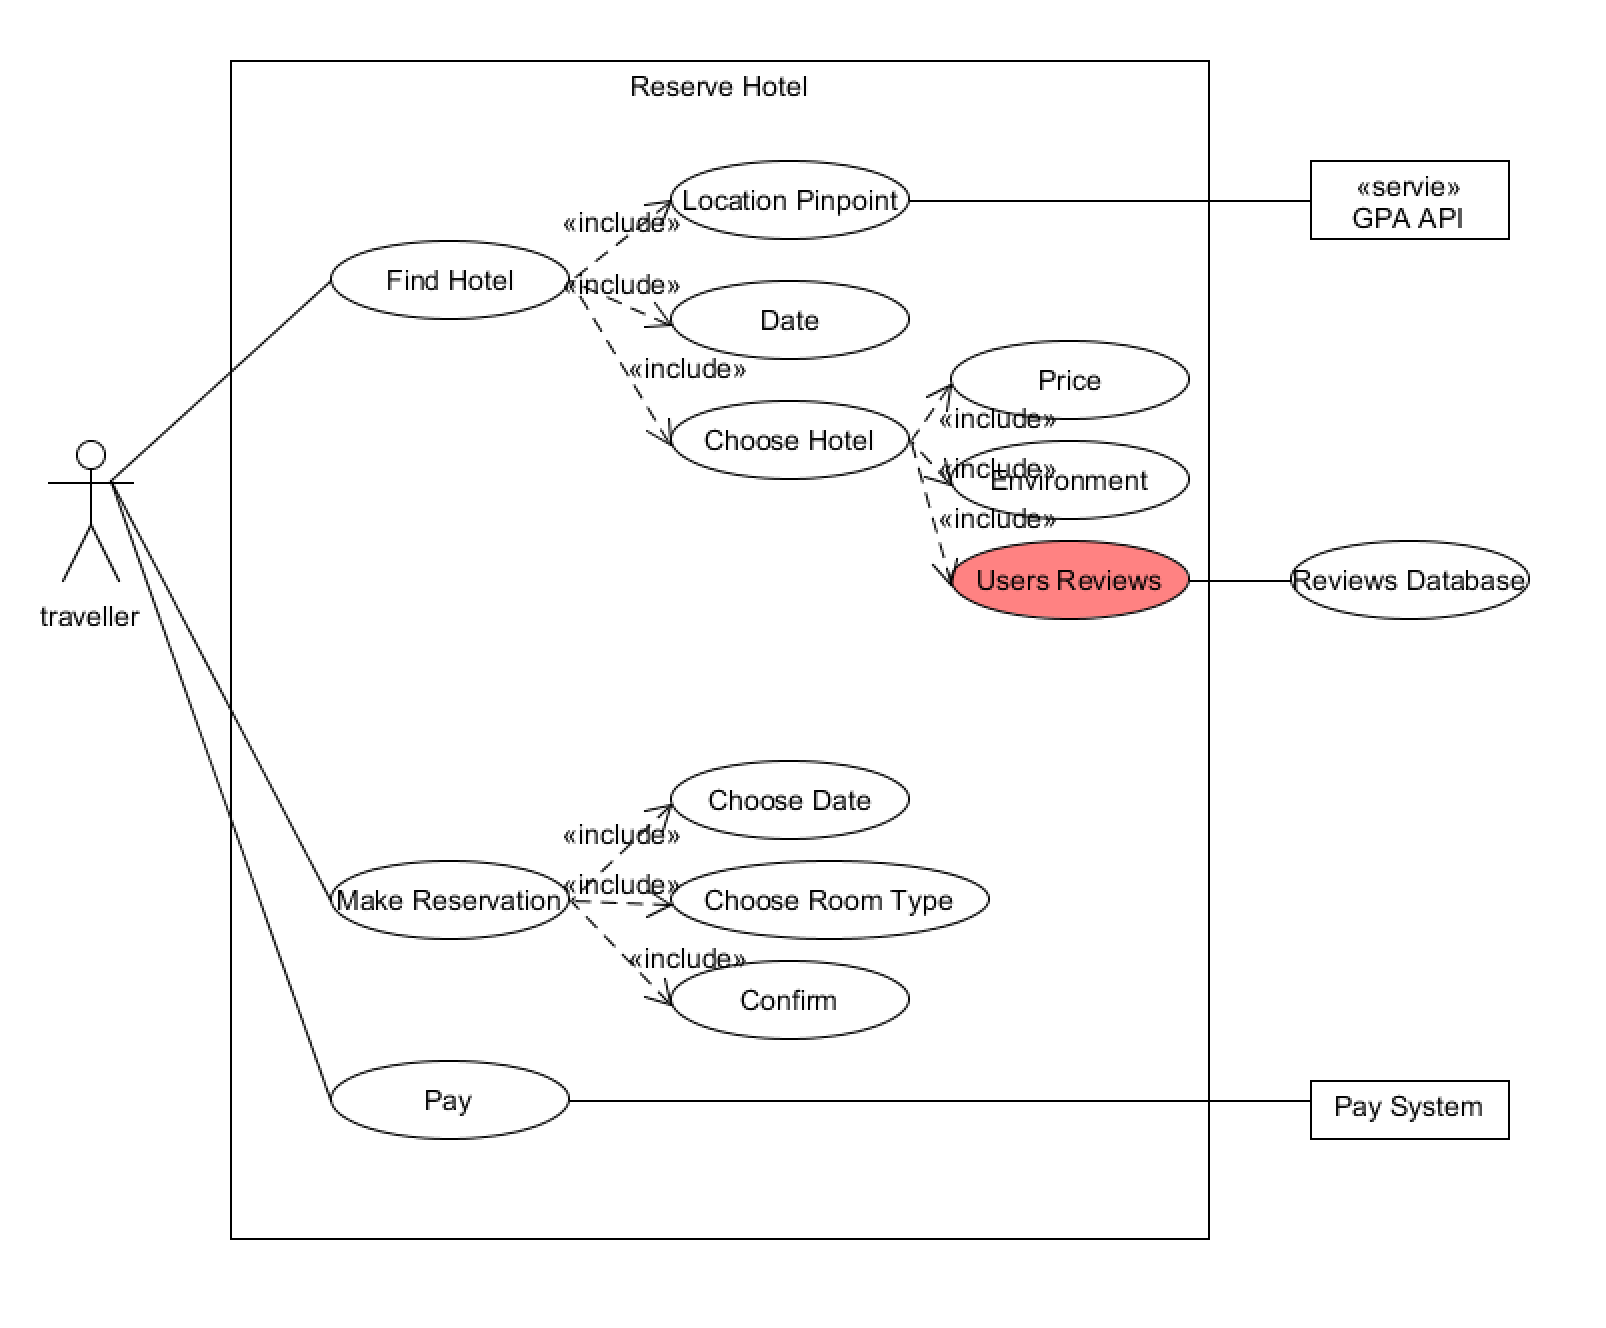 Reserve Hotel
Location Pinpoint
«servie»
GPA API
«include»
Find Hotel
«include»
Date
«include»
Price
«include»
Choose Hotel
«include»
Environment
«include»
Users Reviews
Reviews Database
traveller
Choose Date
«include»
«include»
Make Reservation
Choose Room Type
«include»
Confirm
Pay
Pay System